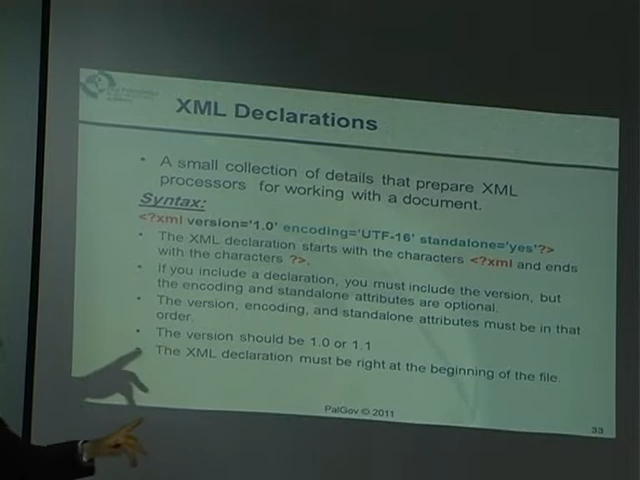 XML Declarations
• A small collection of details that prepare XML
processors for working with a document.
Syntax:
<?xml version='1.0' encoding='UTF-16' standalone='yes'?>
• The XML declaration starts with the characters <?xml and ends
with the characters ?>.
• If you include a declaration, you must include the version, but
the encoding and standalone attributes are optional.
• The version, encoding, and standalone attributes must be in that
order.
• The version should be 1.0 or 1.1
• The XML declaration must be right at the beginning of the file.
PalGov © 2011
33